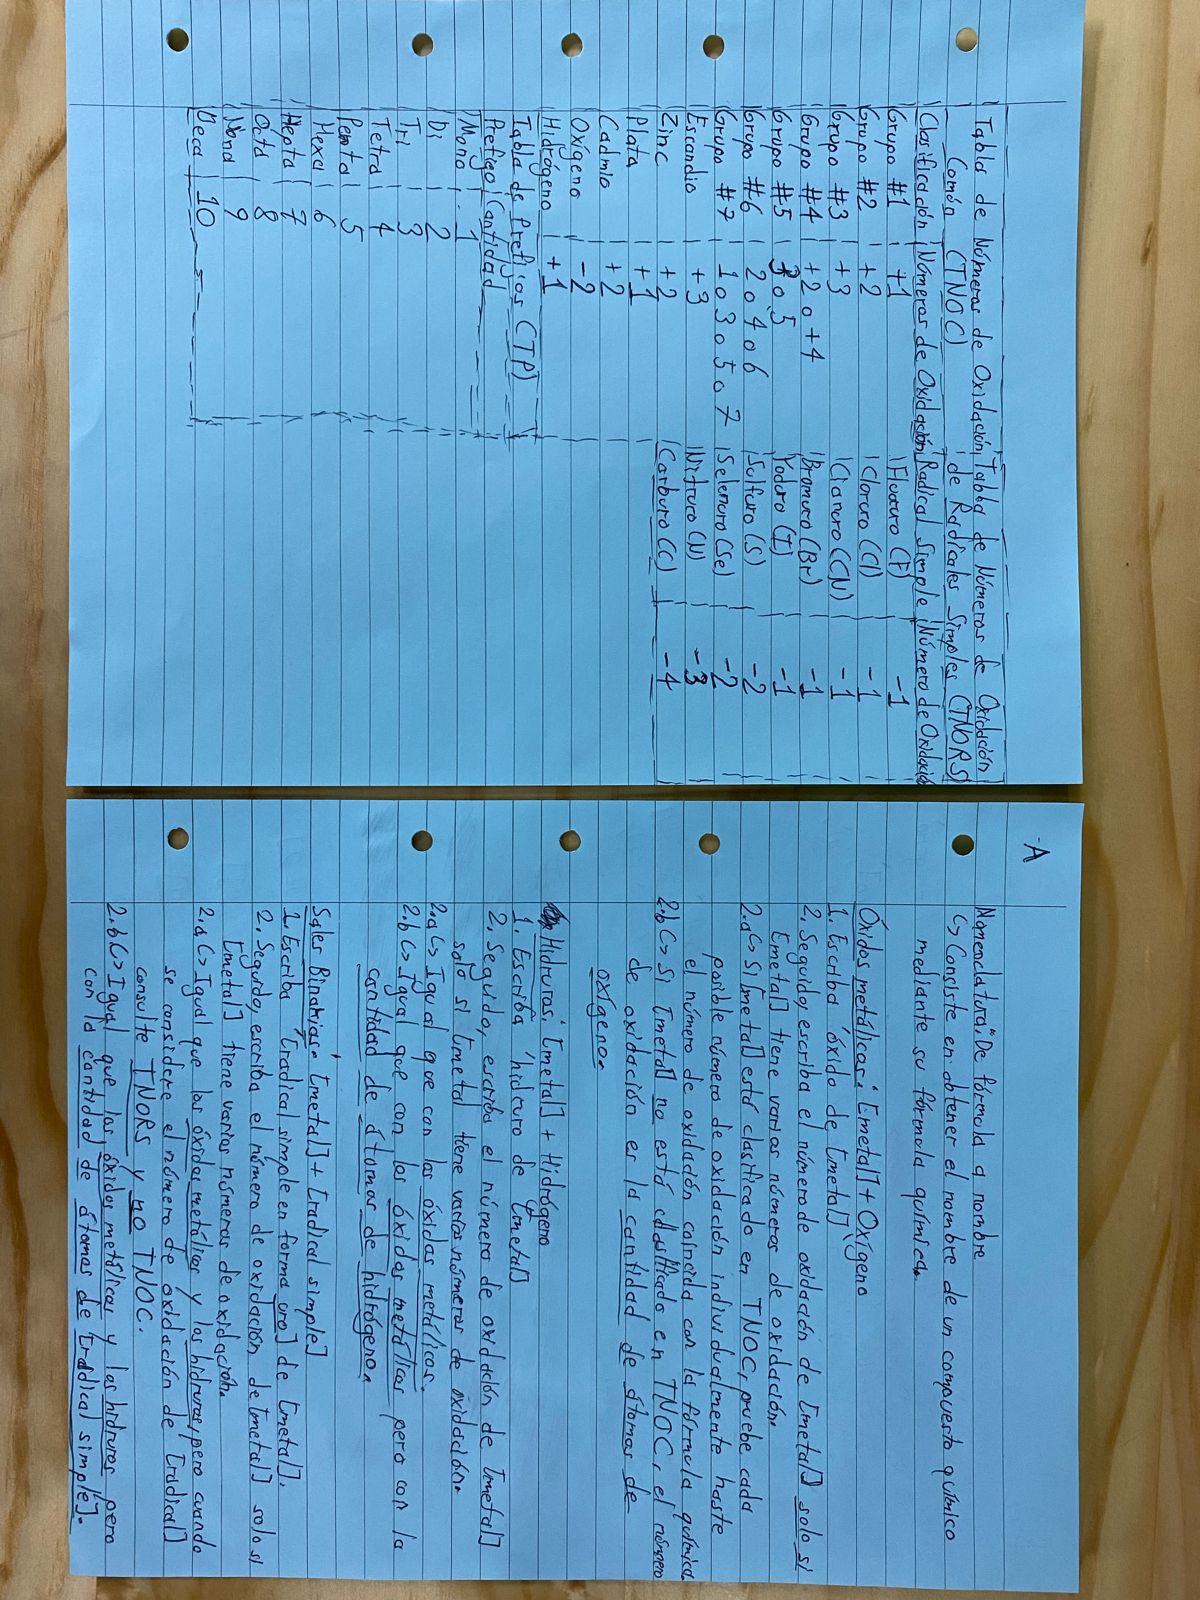 Tabla de Números de Oxidación Tabla de Números de Oxidación
Común (TNOC) de Radicales Simples (TNORS)
Clasificación Números de Oxidación Radical Simple Número de Oxidació
Grupo #1 +1 Fluoruro (F) -1
Grupo #2 +2 Cloruro (Cl) -1
Grupo #3 +3 Cianuro (CN) -1
Grupo #4 +2 o +4 Bromuro (Br) -1
Grupo #5 3 o 5 Yoduro (I) -1
Grupo #6 2 o 4 o 6 Sulfuro (S) -2
Grupo #7 1 o 3 o 5 o 7 Selenuro (Se) -2
Escandio +3 Nitruro (N) -3
Zinc +2 Carburo (C) -4
Plata +1
Cadmio +2
Oxígeno -2
Hidrógeno +1
Tabla de Prefijos (TP)
Prefijo Cantidad
Mono 1
Di 2
Tri 3
Tetra 4
Penta 5
Hexa 6
Hepta 7
Octa 8
Nona 9
Deca 10
A
Nomenclatura: De fórmula a nombre
↳ Consiste en obtener el nombre de un compuesto químico
mediante su fórmula química.
Óxidos metálicos: [metal] + Oxígeno
1. Escriba óxido de [metal]
2. Seguido, escriba el número de oxidación de [metal] solo si
[metal] tiene varios números de oxidación.
2.a ↳ Si [metal] está clasificado en TNOC, pruebe cada
posible número de oxidación individualmente hasta
el número de oxidación coincida con la fórmula química.
2.b ↳ Si [metal] no está clasificado en TNOC, el número
de oxidación es la cantidad de átomos de
oxígeno.
Hidruros: [metal] + Hidrógeno
1. Escriba hidruro de [metal]
2. Seguido, escriba el número de oxidación de [metal]
solo si [metal tiene varios números de oxidación.
2.a ↳ Igual que con los óxidos metálicos.
2.b ↳ Igual que con los óxidos metálicos pero con la
cantidad de átomos de hidrógeno.
Sales Binarias: [metal] + [radical simple]
1. Escriba [radical simple en forma uro] de [metal].
2. Seguido, escriba el número de oxidación de [metal] solo si
[metal] tiene varios números de oxidación.
2.a ↳ Igual que los óxidos metálicos y los hidruros, pero cuando
se considere el número de oxidación de [radical]
consulte TNORS y no TNOC.
2.b ↳ Igual que los óxidos metálicos y los hidruros pero
con la cantidad de átomos de [radical simple].